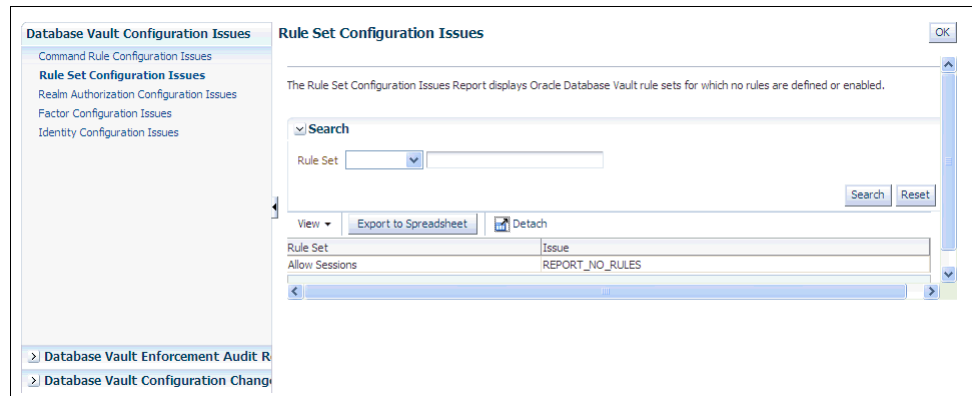 Database Vault Configuration Issues
Command Rule Configuration Issues
Rule Set Configuration Issues
Realm Authorization Configuration Issues
Factor Configuration Issues
Identity Configuration Issues
Database Vault Enforcement Audit R
Database Vault Configuration Chang
Rule Set Configuration Issues
OK
The Rule Set Configuration Issues Report displays Oracle Database Vault rule sets for which no rules are defined or enabled.
Search
Rule Set
Search Reset
View Export to Spreadsheet Detach
Rule Set Issue
Allow Sessions REPORT_NO_RULES